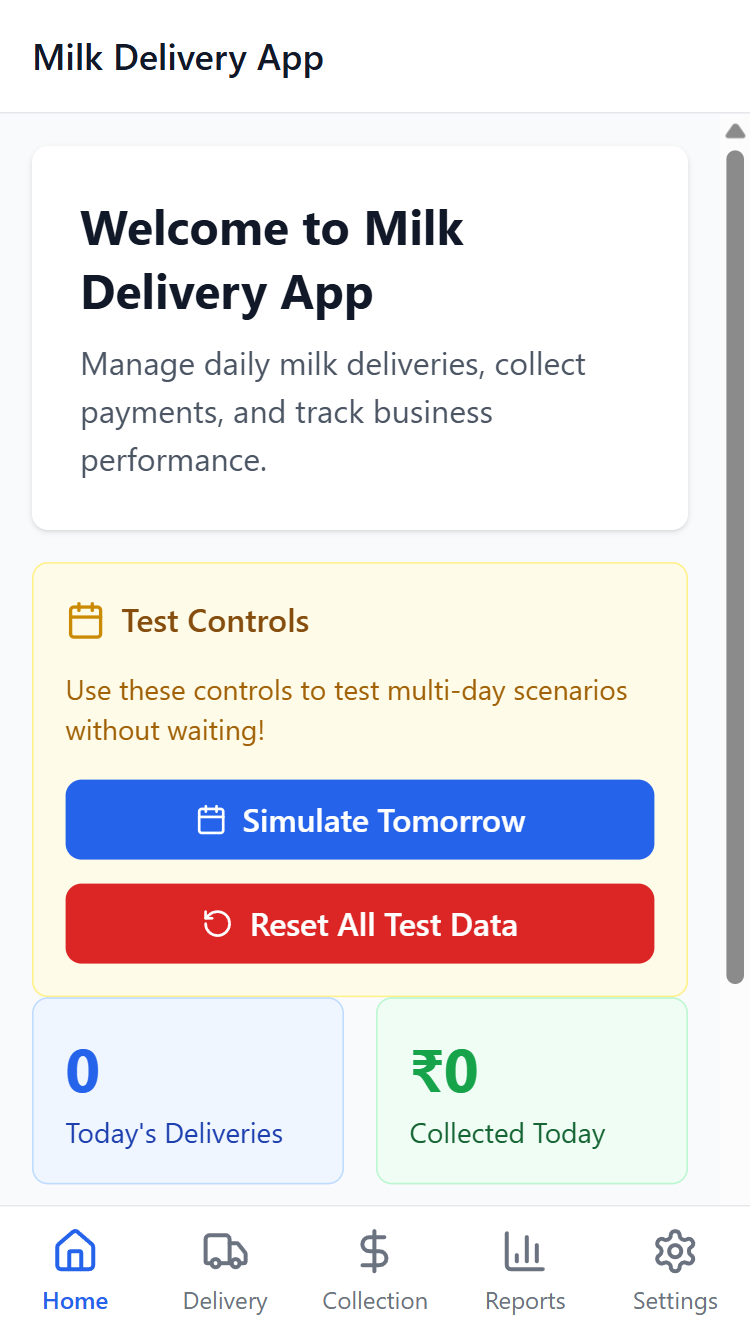 Milk Delivery App
Welcome to Milk
Delivery App
Manage daily milk deliveries, collect
payments, and track business
performance.
Test Controls
Use these controls to test multi-day scenarios
without waiting!
Simulate Tomorrow
Reset All Test Data
0
Today's Deliveries
₹0
Collected Today
Home
Delivery
Collection
Reports
Settings